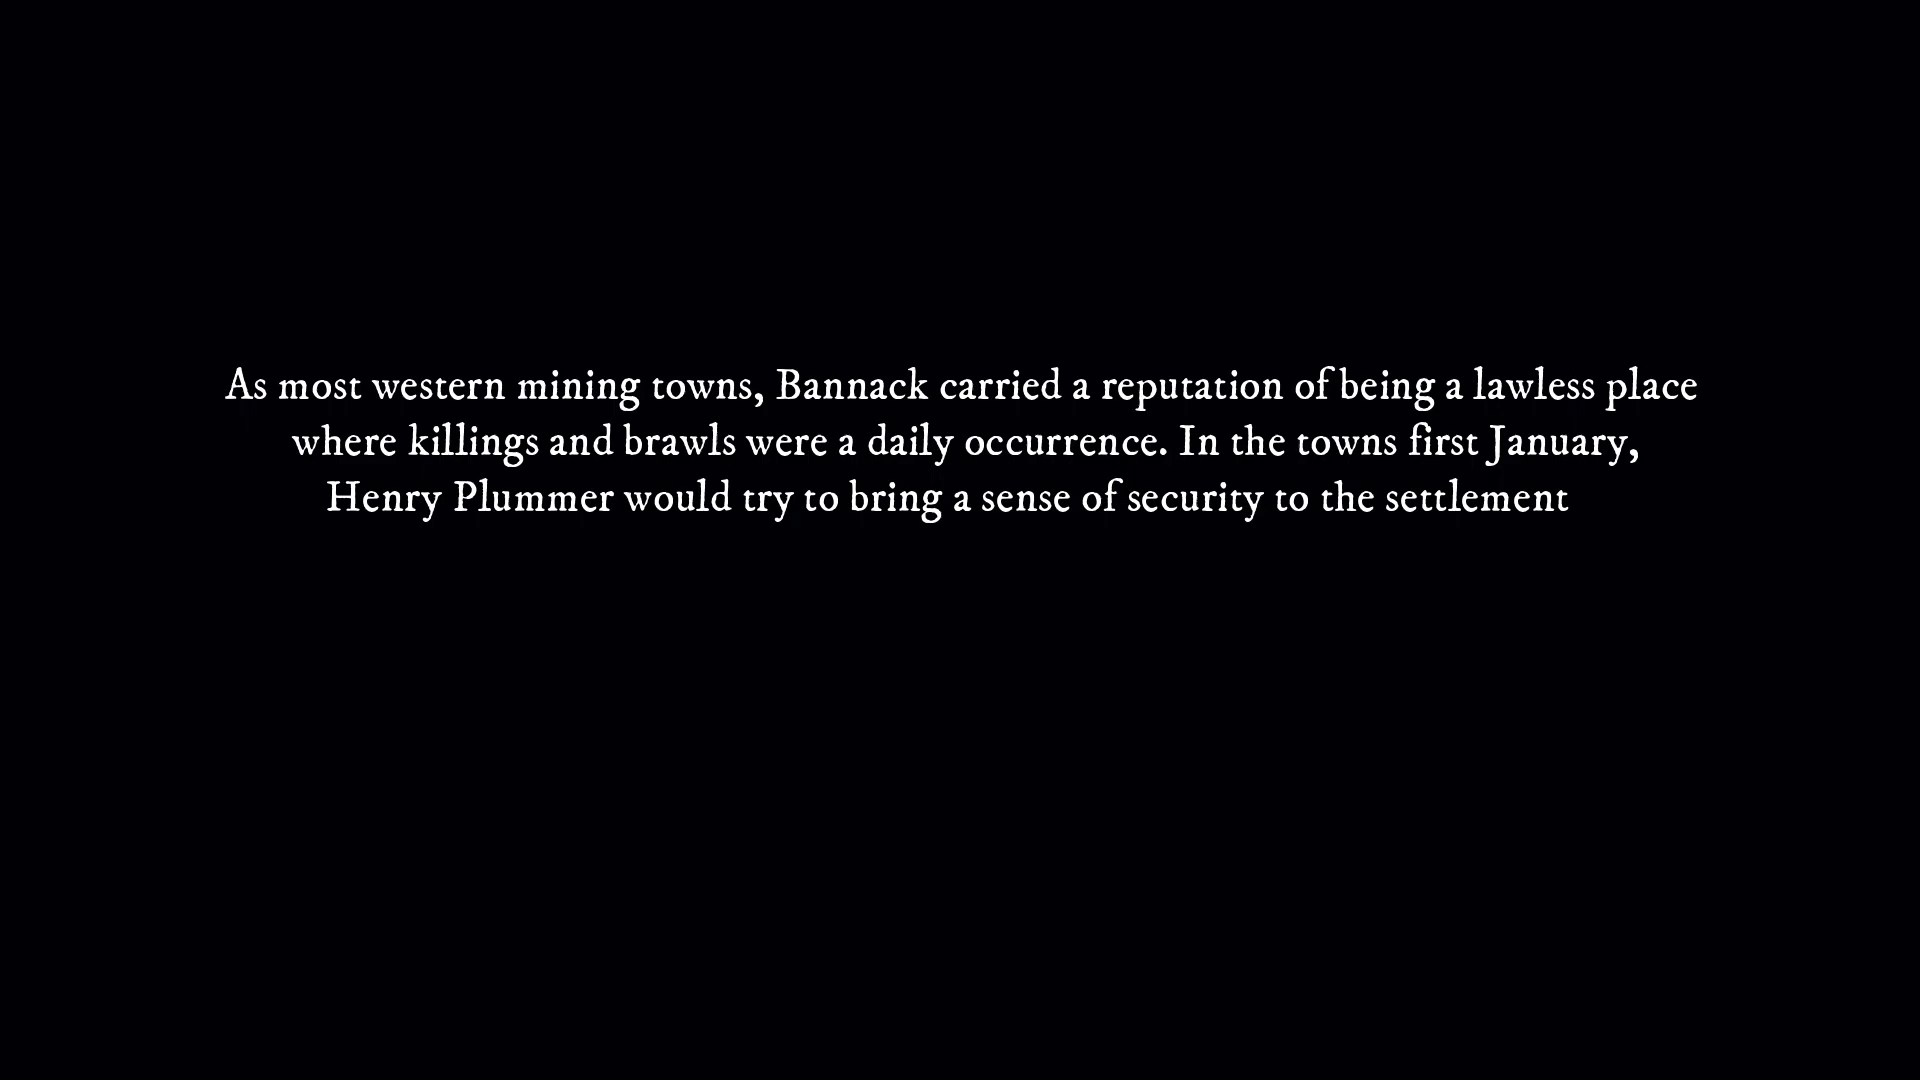 As most western mining towns, Bannack carried a reputation of being a lawless place
where killings and brawls were a daily occurrence. In the towns first January,
Henry Plummer would try to bring a sense of security to the settlement